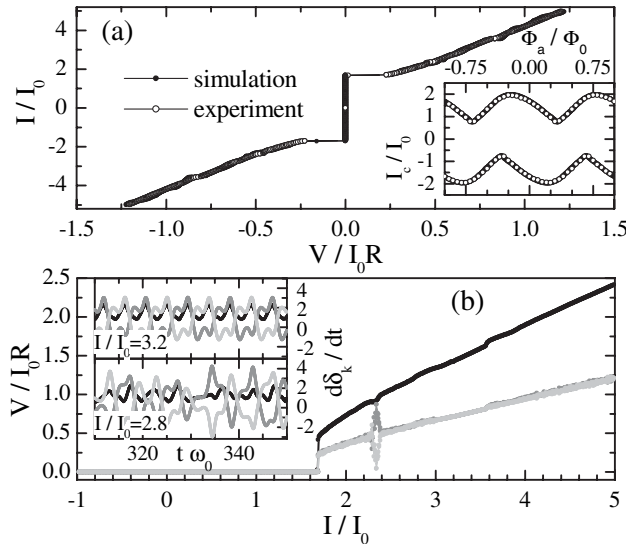 (a)
I / I0
4
2
0
-2
-4
simulation
experiment
Φa / Φ0
-0.75 0.00 0.75
Ic / I0
2
1
0
-1
-2
-1.5 -1.0 -0.5 0.0 0.5 1.0 1.5
V / I0R
(b)
V / I0R
2.5
2.0
1.5
1.0
0.5
0.0
I / I0=3.2
I / I0=2.8
320 t ω0 340
4
2
0
-2
4
2
0
-2
dδk / dt
-1 0 1 2 3 4 5
I / I0